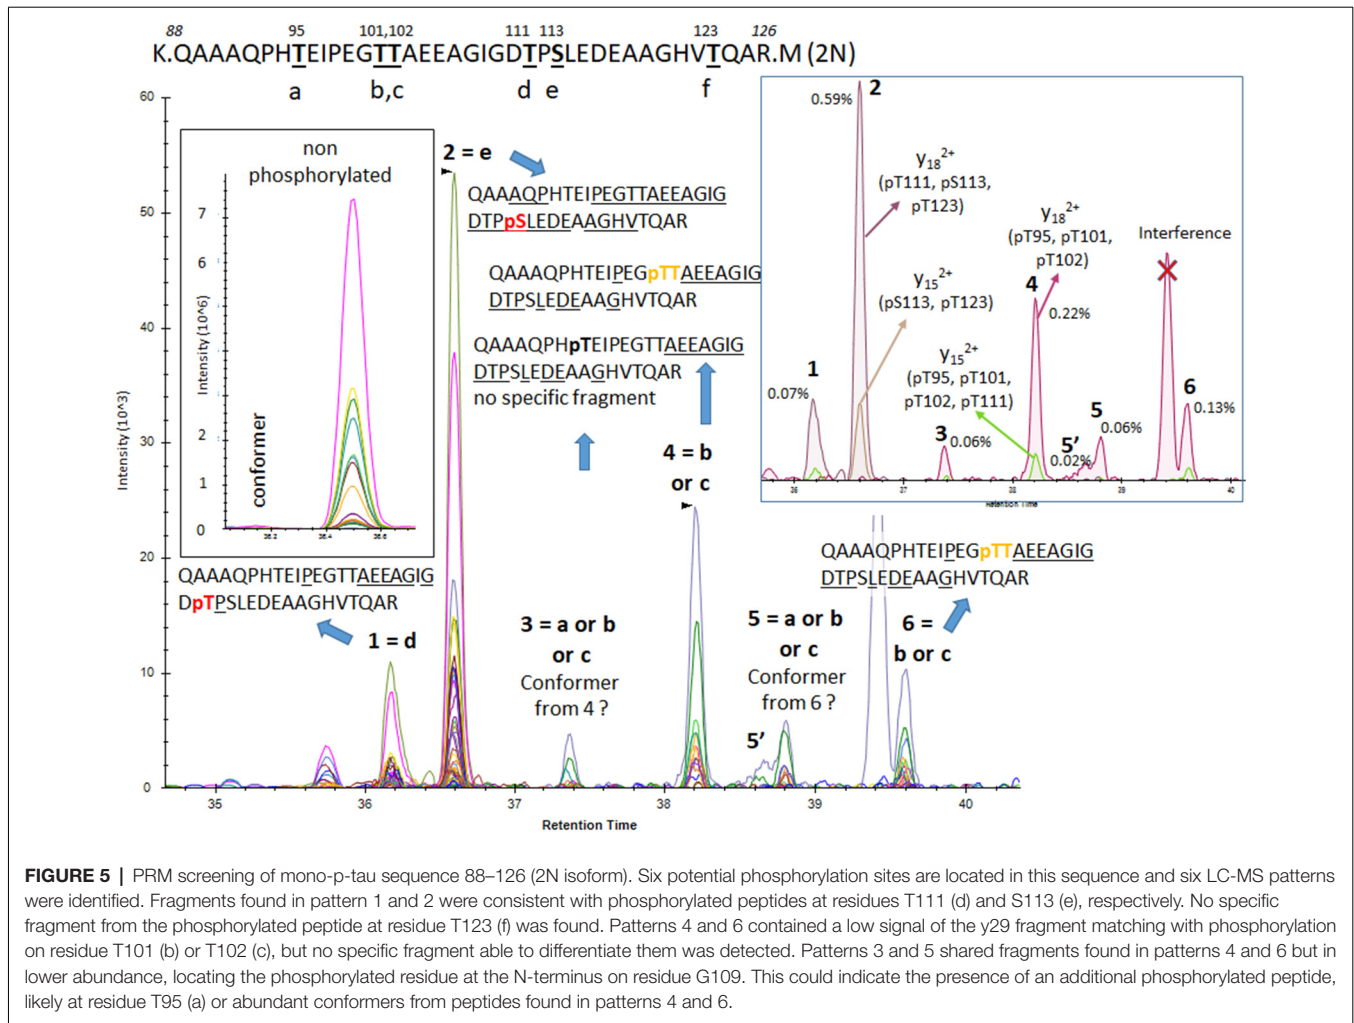 88 95 101,102 111 113 123 126
K.QAAAQPHTEIPEGTTAEEAGIGDTPSLEDEAAGHVTQAR.M (2N)
a b,c d e f
60
50
40
30
20
10
0
Intensity (10^3)
non
phosphorylated
7
6
2
1
0
Intensity (10^6)
conformer
36.2 36.4 36.6
2 = e
QAAAQPHTEIPEGTTAEEAGIG
DTPpSLEDEAAGHVTQAR
QAAAQPHTEIPEGpTTAEEAGIG
DTPSLEDEAAGHVTQAR
QAAAQPHpTEIPEGTTAEEAGIG
DTPSLEDEAAGHVTQAR
no specific fragment
4 = b
or c
0.59%
2
y18 2+
(pT111, pS113,
pT123)
y15 2+
(pS113, pT123)
y15 2+
(pT95, pT101,
pT102, pT111)
y18 2+
(pT95, pT101,
pT102)
Interference
1
0.07%
3
0.06%
4
0.22%
5'
0.02%
5
0.06%
6
0.13%
36 37 38 39 40
Retention Time
QAAAQPHTEIPEGTTAEEAGIG
DpTPSLEDEAAGHVTQAR
1 = d
3 = a or b
or c
Conformer
from 4 ?
5 = a or b
or c
Conformer
from 6 ?
5'
QAAAQPHTEIPEGpTTAEEAGIG
DTPSLEDEAAGHVTQAR
6 =
b or c
35 36 37 38 39 40
Retention Time
FIGURE 5 | PRM screening of mono-p-tau sequence 88–126 (2N isoform). Six potential phosphorylation sites are located in this sequence and six LC-MS patterns
were identified. Fragments found in pattern 1 and 2 were consistent with phosphorylated peptides at residues T111 (d) and S113 (e), respectively. No specific
fragment from the phosphorylated peptide at residue T123 (f) was found. Patterns 4 and 6 contained a low signal of the y29 fragment matching with phosphorylation
on residue T101 (b) or T102 (c), but no specific fragment able to differentiate them was detected. Patterns 3 and 5 shared fragments found in patterns 4 and 6 but in
lower abundance, locating the phosphorylated residue at the N-terminus on residue G109. This could indicate the presence of an additional phosphorylated peptide,
likely at residue T95 (a) or abundant conformers from peptides found in patterns 4 and 6.